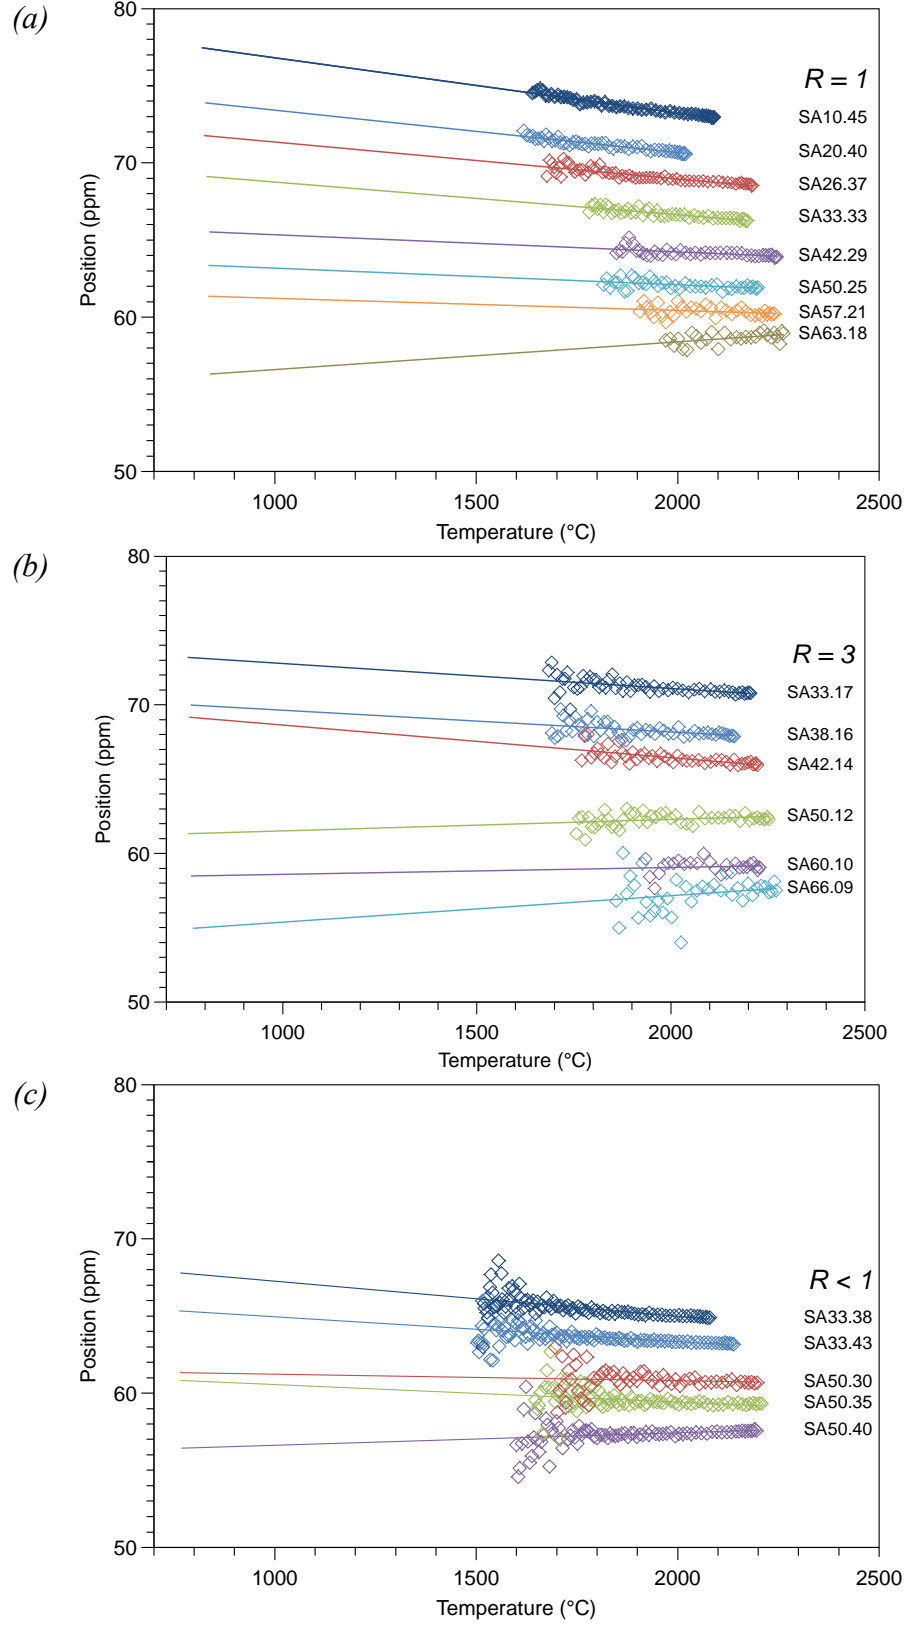 (a)
80
70
60
50
Position (ppm)
R = 1
SA10.45
SA20.40
SA26.37
SA33.33
SA42.29
SA50.25
SA57.21
SA63.18
1000 1500 2000 2500
Temperature (°C)
(b)
80
70
60
50
Position (ppm)
R = 3
SA33.17
SA38.16
SA42.14
SA50.12
SA60.10
SA66.09
1000 1500 2000 2500
Temperature (°C)
(c)
80
70
60
50
Position (ppm)
R < 1
SA33.38
SA33.43
SA50.30
SA50.35
SA50.40
1000 1500 2000 2500
Temperature (°C)